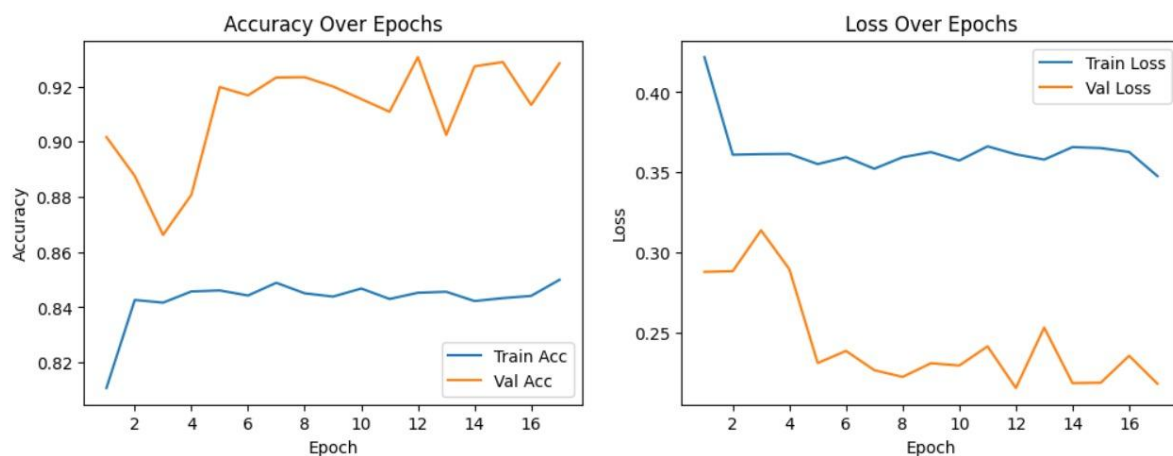 Accuracy Over Epochs
Accuracy
0.92
0.90
0.88
0.86
0.84
0.82
Train Acc
Val Acc
2 4 6 8 10 12 14 16
Epoch
Loss Over Epochs
Loss
0.40
0.35
0.30
0.25
Train Loss
Val Loss
2 4 6 8 10 12 14 16
Epoch